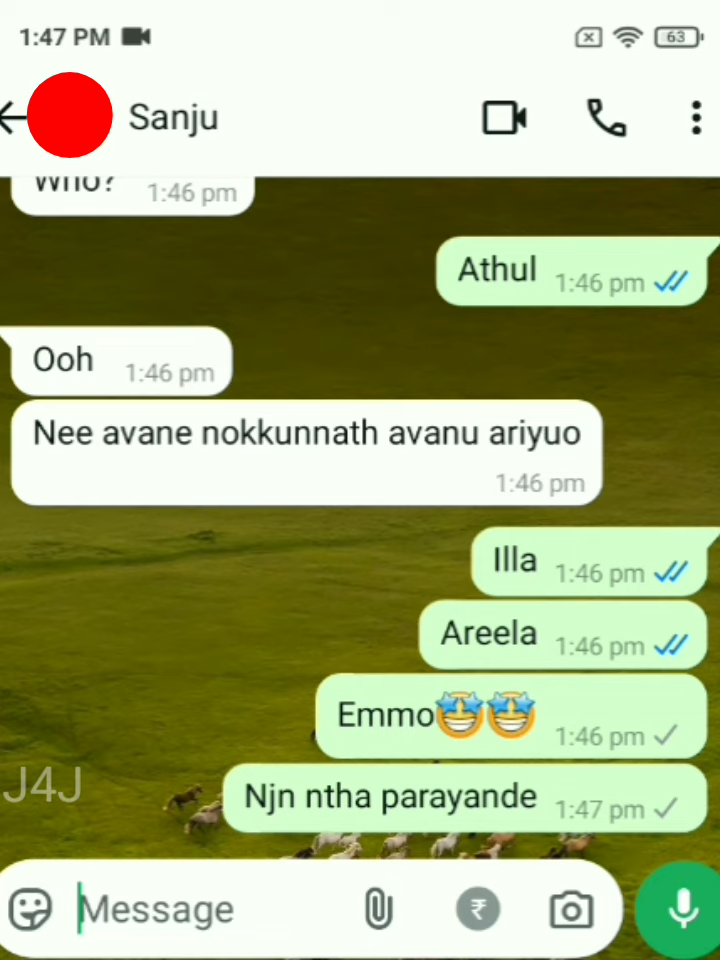 1:47 PM 63
Sanju
Who? 1:46 pm
Athul 1:46 pm
Ooh 1:46 pm
Nee avane nokkunnath avanu ariyuo
1:46 pm
Illa 1:46 pm
Areela 1:46 pm
Emmo🤩🤩 1:46 pm
J4J
Njn ntha parayande 1:47 pm
Message ₹